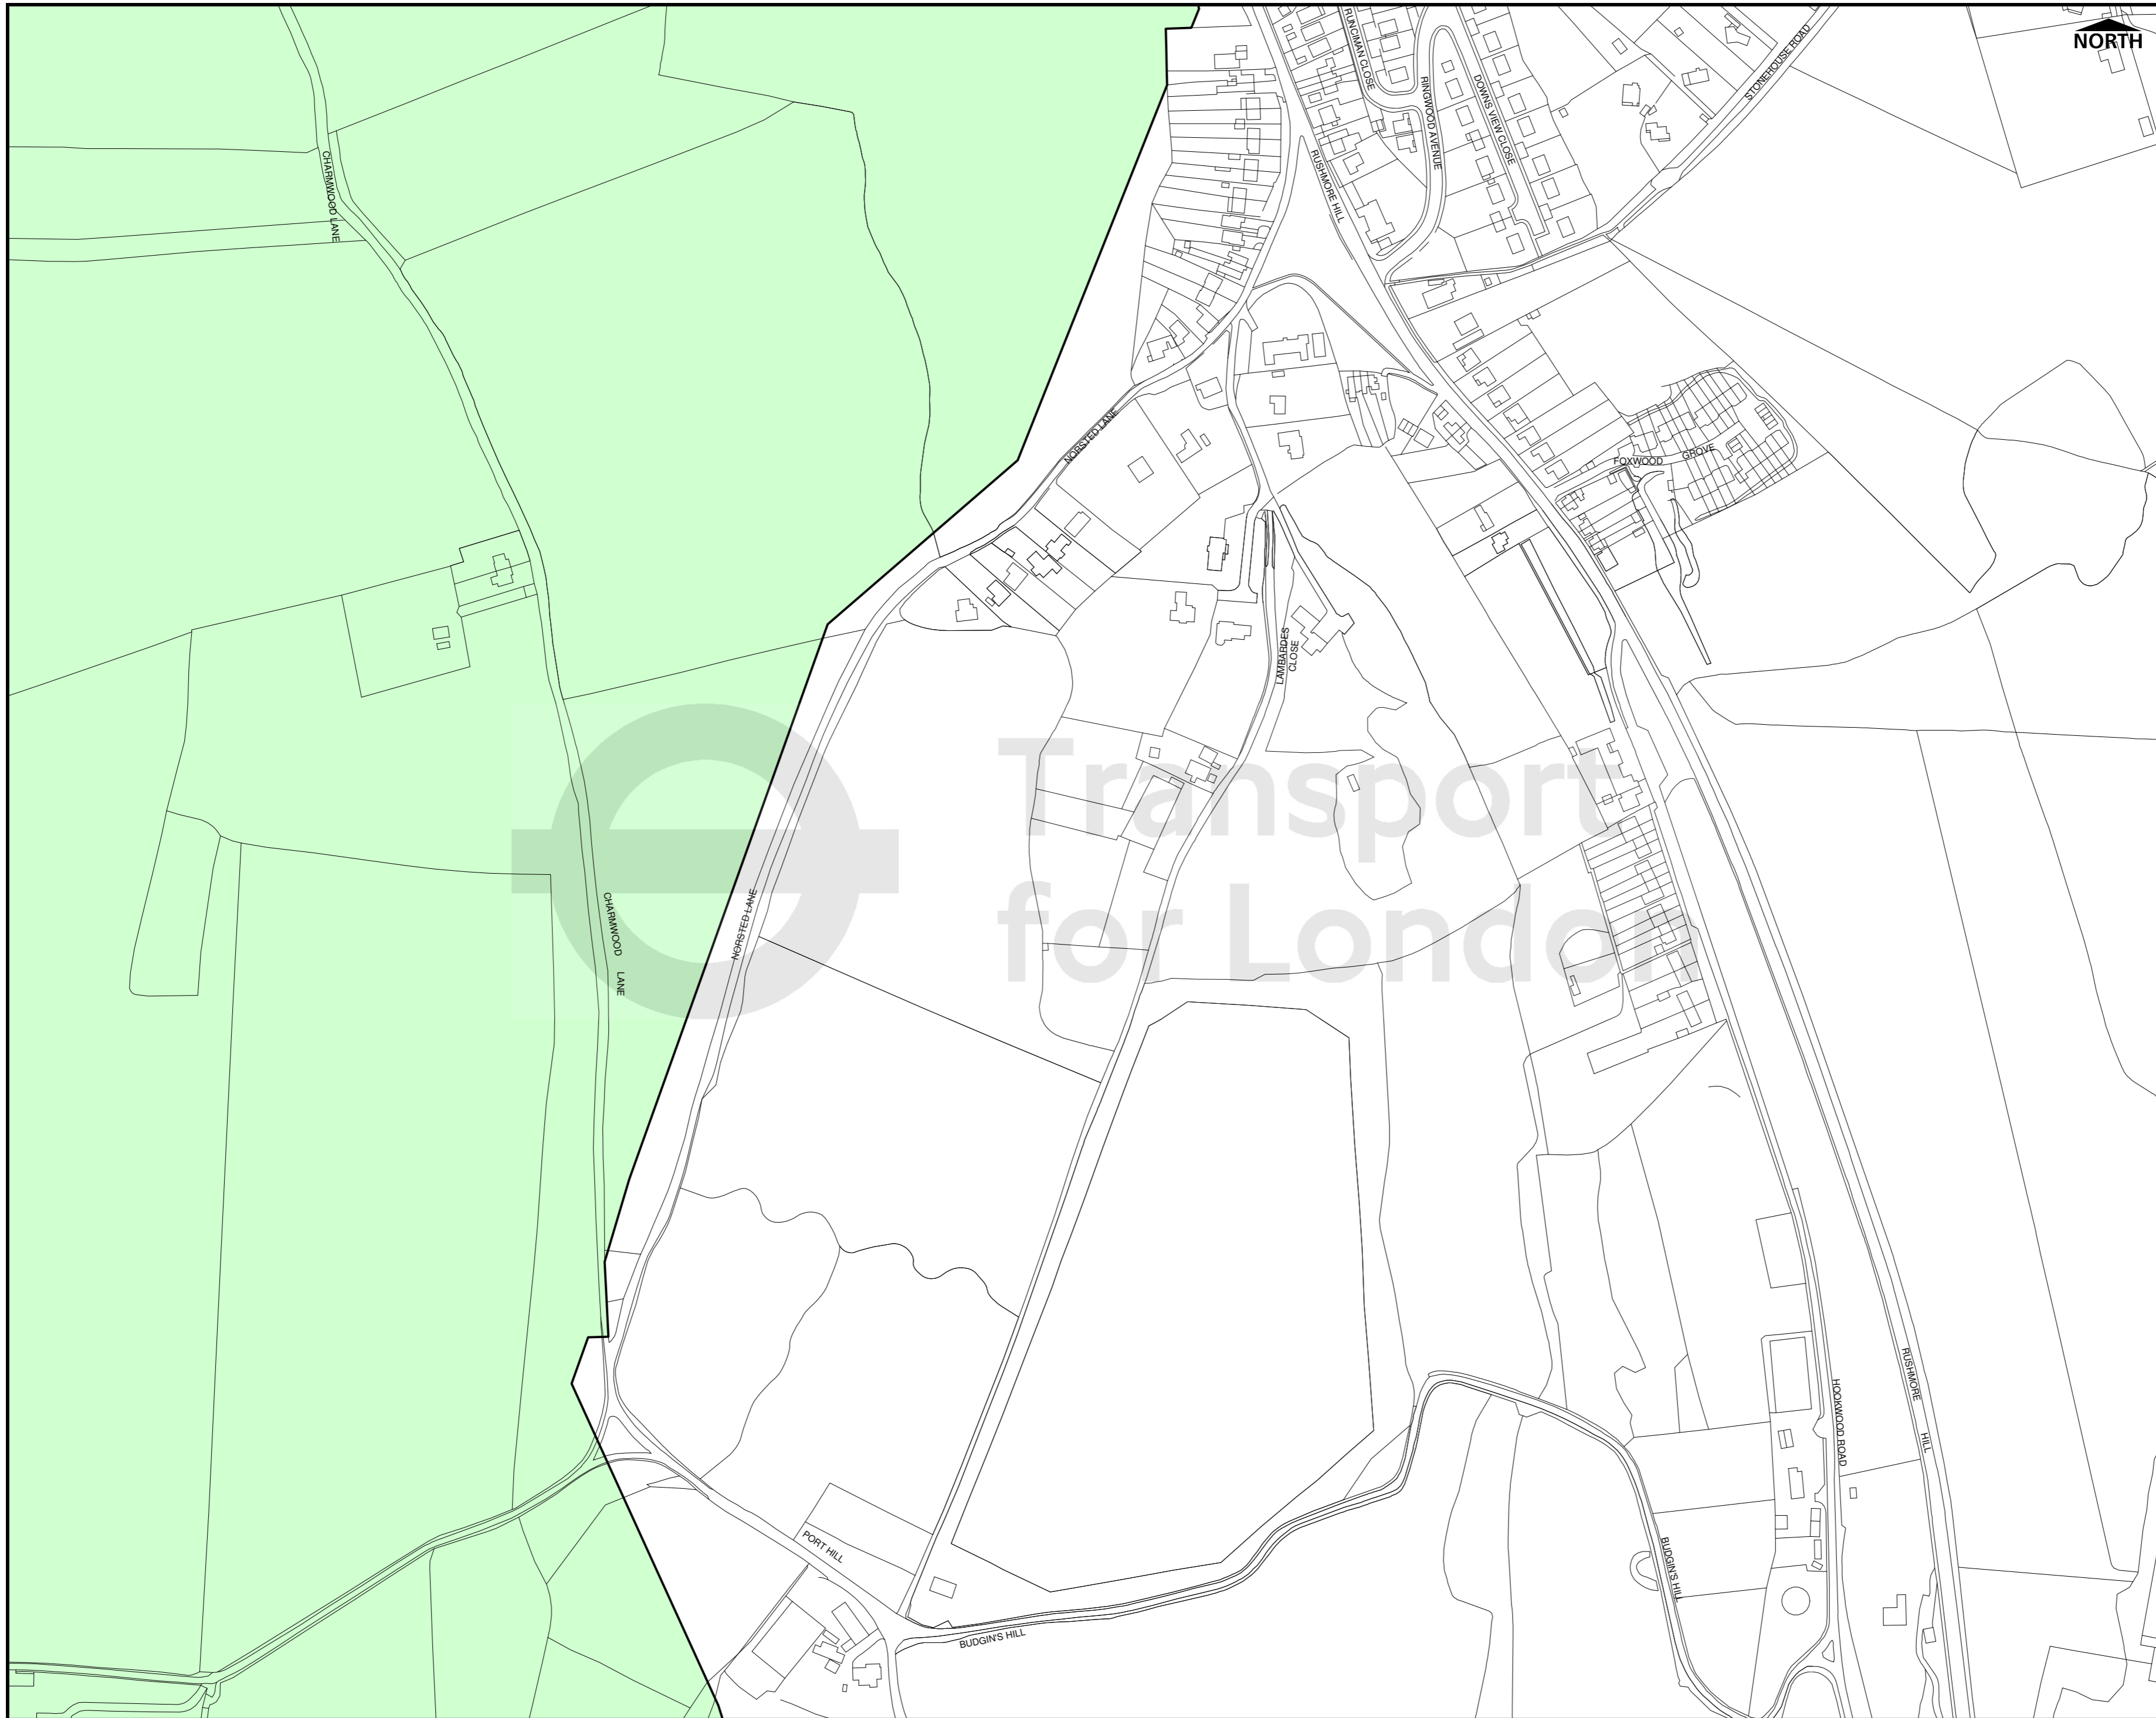 NORTH
RUNCIMAN CLOSE
RINGWOOD AVENUE
DOWNS VIEW CLOSE
STONEHOUSE ROAD
CHARMWOOD LANE
RUSHMORE HILL
NORSTED LANE
FOXWOOD GROVE
LAMBARDES
CLOSE
Transport
for London
CHARMWOOD LANE
NORSTED LANE
RUSHMORE HILL
HOOKWOOD ROAD
PORT HILL
BUDGIN'S HILL
BUDGIN'S HILL